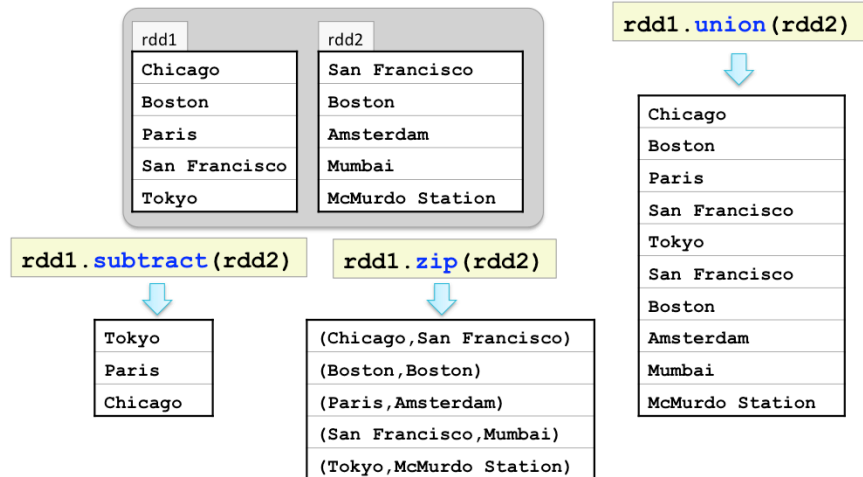 rdd1
Chicago
Boston
Paris
San Francisco
Tokyo
rdd2
San Francisco
Boston
Amsterdam
Mumbai
McMurdo Station
rdd1.union(rdd2)
Chicago
Boston
Paris
San Francisco
Tokyo
San Francisco
Boston
Amsterdam
Mumbai
McMurdo Station
rdd1.subtract(rdd2)
Tokyo
Paris
Chicago
rdd1.zip(rdd2)
(Chicago,San Francisco)
(Boston,Boston)
(Paris,Amsterdam)
(San Francisco,Mumbai)
(Tokyo,McMurdo Station)